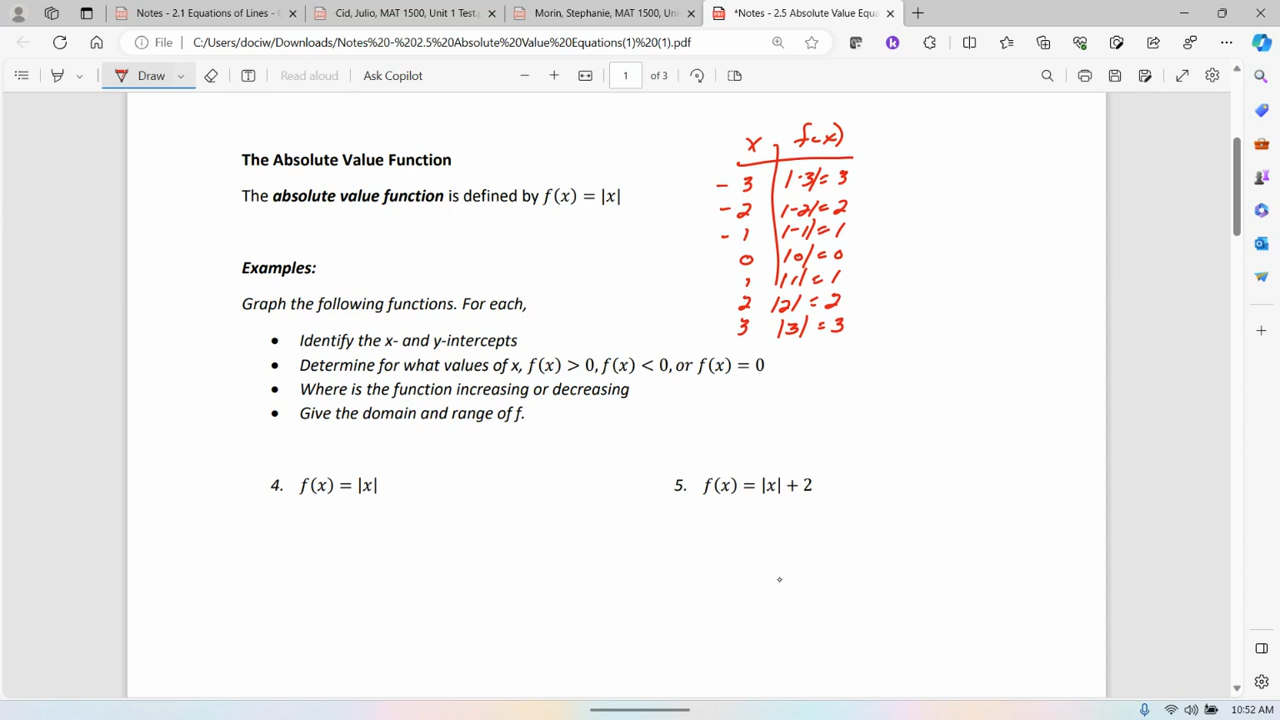 Notes - 2.1 Equations of Lines -
Cid, Julio, MAT 1500, Unit 1 Test.
Morin, Stephanie, MAT 1500, Uni
*Notes - 2.5 Absolute Value Equa
File
C:/Users/dociw/Downloads/Notes%20-%202.5%20Absolute%20Value%20Equations(1)%20(1).pdf
Draw
Read aloud
Ask Copilot
1 of 3
x f(x)
-3 |-3|=3
The Absolute Value Function
The absolute value function is defined by f(x) = |x|
-2 |-2|=2
-1 |-1|=1
0 |0|=0
1 |1|=1
2 |2|=2
3 |3|=3
Examples:
Graph the following functions. For each,
• Identify the x- and y-intercepts
• Determine for what values of x, f(x) > 0, f(x) < 0, or f(x) = 0
• Where is the function increasing or decreasing
• Give the domain and range of f.
4. f(x) = |x|
5. f(x) = |x| + 2
10:52 AM